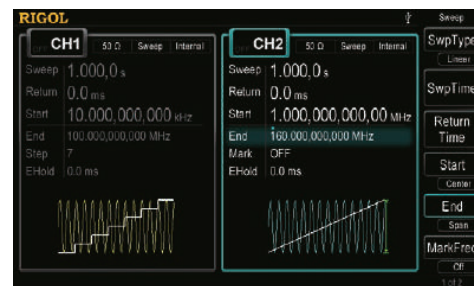 RIGOL
Sweep
OFF CH1 50 Ω Sweep Internal
Sweep 1.000,0 s
Return 0.0 ms
Start 10.000,000,000 kHz
End 100.000,000,000 MHz
Step 7
EHold 0.0 ms
OFF CH2 50 Ω Sweep Internal
Sweep 1.000,0 s
Return 0.0 ms
Start 1.000,000,000,00 MHz
End 160.000,000,000 MHz
Mark OFF
EHold 0.0 ms
SwpType
Linear
SwpTime
Return
Time
Start
Center
End
Span
MarkFreq
Off
1 of 2